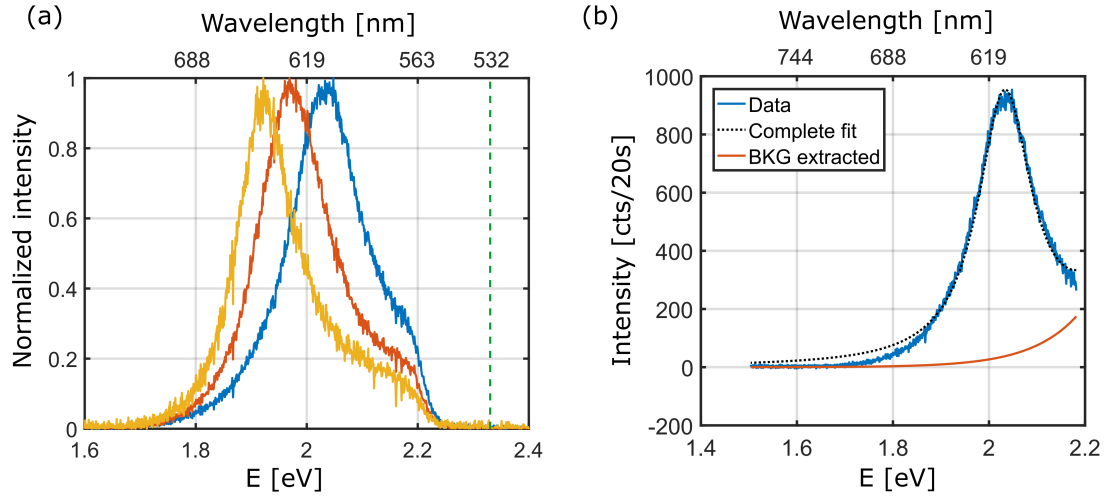 (a)
Wavelength [nm]
688 619 563 532
1
0.8
0.6
0.4
0.2
0
Normalized intensity
1.6 1.8 2 2.2 2.4
E [eV]
(b)
Wavelength [nm]
744 688 619
1000
800
600
400
200
0
-200
Intensity [cts/20s]
Data
Complete fit
BKG extracted
1.4 1.6 1.8 2 2.2
E [eV]